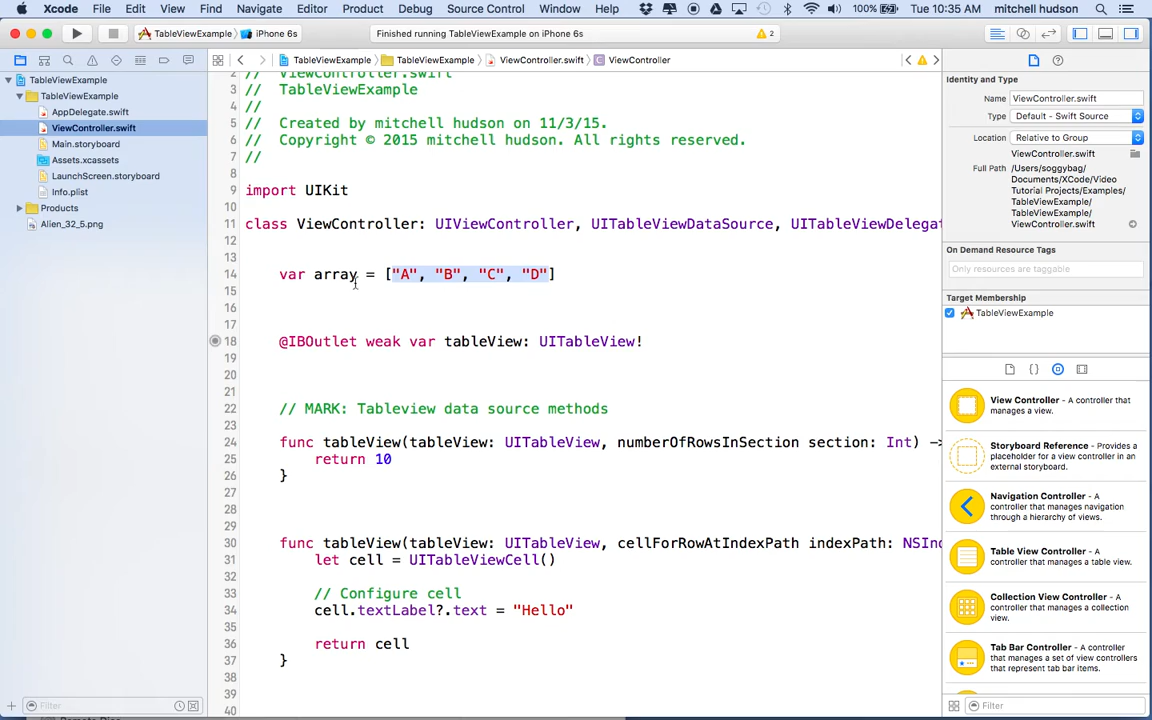 Xcode File Edit View Find Navigate Editor Product Debug Source Control Window Help 100% Tue 10:35 AM mitchell hudson
TableViewExample iPhone 6s Finished running TableViewExample on iPhone 6s 2
TableViewExample TableViewExample ViewController.swift ViewController
TableViewExample
TableViewExample
AppDelegate.swift
ViewController.swift
Main.storyboard
Assets.xcassets
LaunchScreen.storyboard
Info.plist
Products
Alien_32_5.png
Filter
2 // ViewController.swift
3 // TableViewExample
4 //
5 // Created by mitchell hudson on 11/3/15.
6 // Copyright © 2015 mitchell hudson. All rights reserved.
7 //
8
9 import UIKit
10
11 class ViewController: UIViewController, UITableViewDataSource, UITableViewDelegat
12
13
14 var array = ["A", "B", "C", "D"]
15
16
17
18 @IBOutlet weak var tableView: UITableView!
19
20
21
22 // MARK: Tableview data source methods
23
24 func tableView(tableView: UITableView, numberOfRowsInSection section: Int) ->
25 return 10
26 }
27
28
29
30 func tableView(tableView: UITableView, cellForRowAtIndexPath indexPath: NSInd
31 let cell = UITableViewCell()
32
33 // Configure cell
34 cell.textLabel?.text = "Hello"
35
36 return cell
37 }
38
39
40
Identity and Type
Name ViewController.swift
Type Default - Swift Source
Location Relative to Group
ViewController.swift
Full Path /Users/soggybag/
Documents/XCode/Video
Tutorial Projects/Examples/
TableViewExample/
TableViewExample/
ViewController.swift
On Demand Resource Tags
Only resources are taggable
Target Membership
TableViewExample
{ }
View Controller - A controller that
manages a view.
Storyboard Reference - Provides a
placeholder for a view controller in an
external storyboard.
Navigation Controller - A
controller that manages navigation
through a hierarchy of views.
Table View Controller - A
controller that manages a table view.
Collection View Controller - A
controller that manages a collection
view.
Tab Bar Controller - A controller
that manages a set of view controllers
that represent tab bar items.
Filter